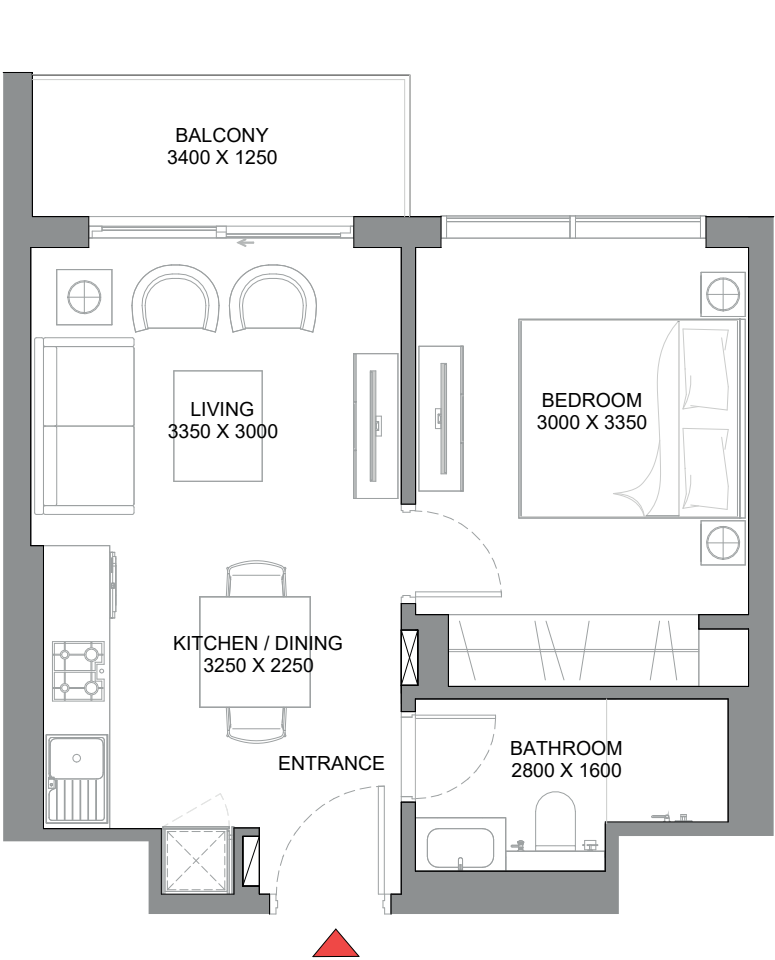 BALCONY
3400 X 1250
LIVING
3350 X 3000
BEDROOM
3000 X 3350
KITCHEN / DINING
3250 X 2250
ENTRANCE
BATHROOM
2800 X 1600